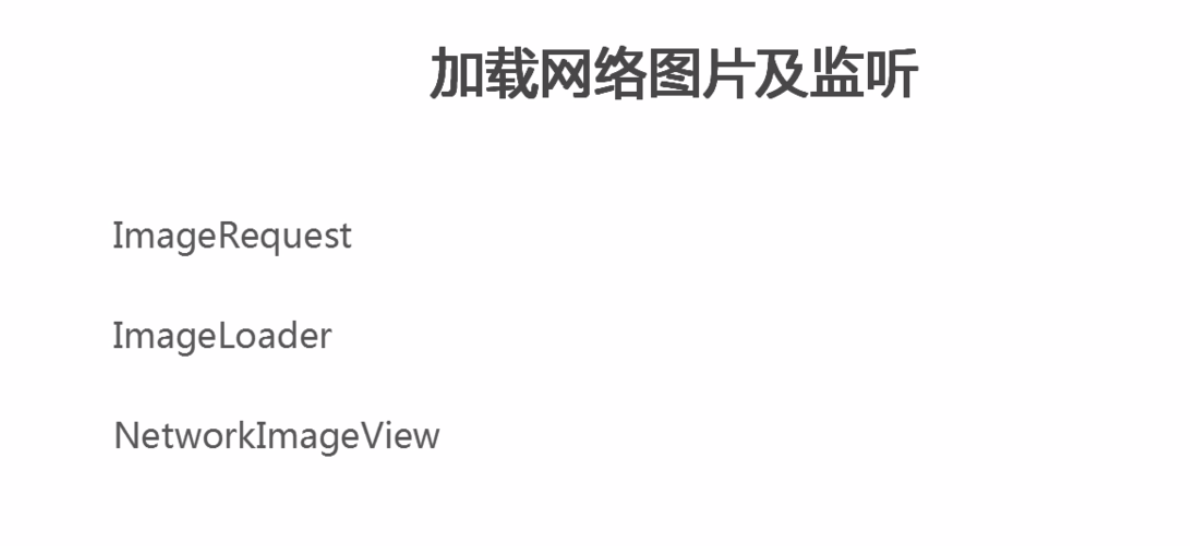 加载网络图片及监听
ImageRequest
ImageLoader
NetworkImageView